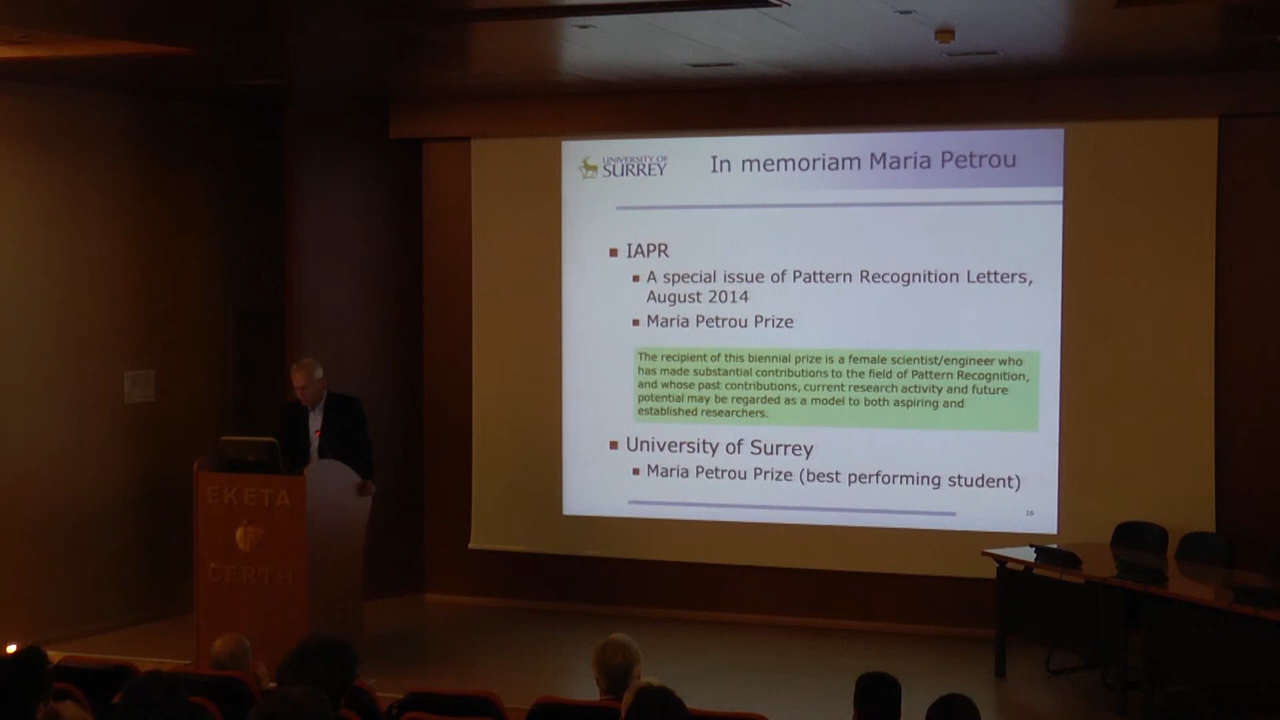 UNIVERSITY OF
SURREY
In memoriam Maria Petrou
IAPR
A special issue of Pattern Recognition Letters,
August 2014
Maria Petrou Prize
The recipient of this biennial prize is a female scientist/engineer who
has made substantial contributions to the field of Pattern Recognition,
and whose past contributions, current research activity and future
potential may be regarded as a model to both aspiring and
established researchers.
University of Surrey
Maria Petrou Prize (best performing student)
16
EKETA
CERTH